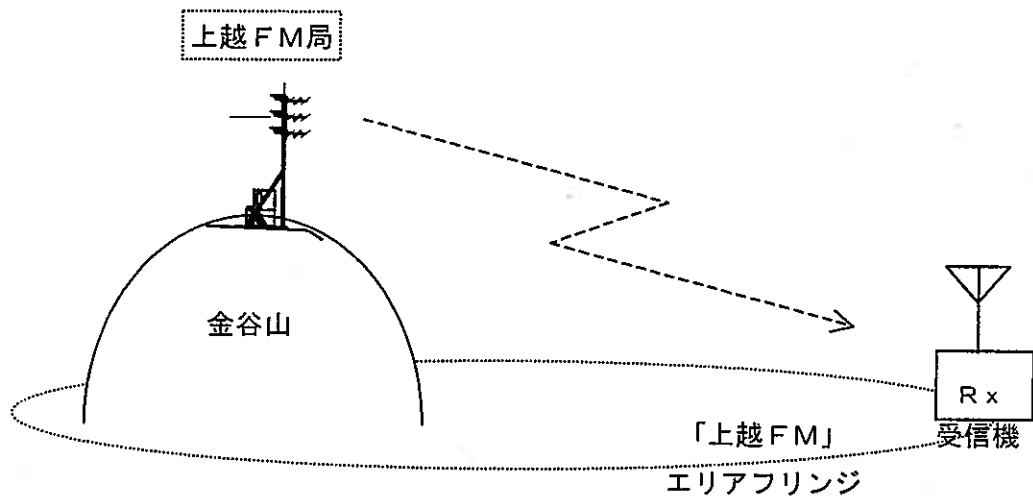 上越ＦＭ局
金谷山
Ｒｘ
「上越ＦＭ」
受信機
エリアフリンジ